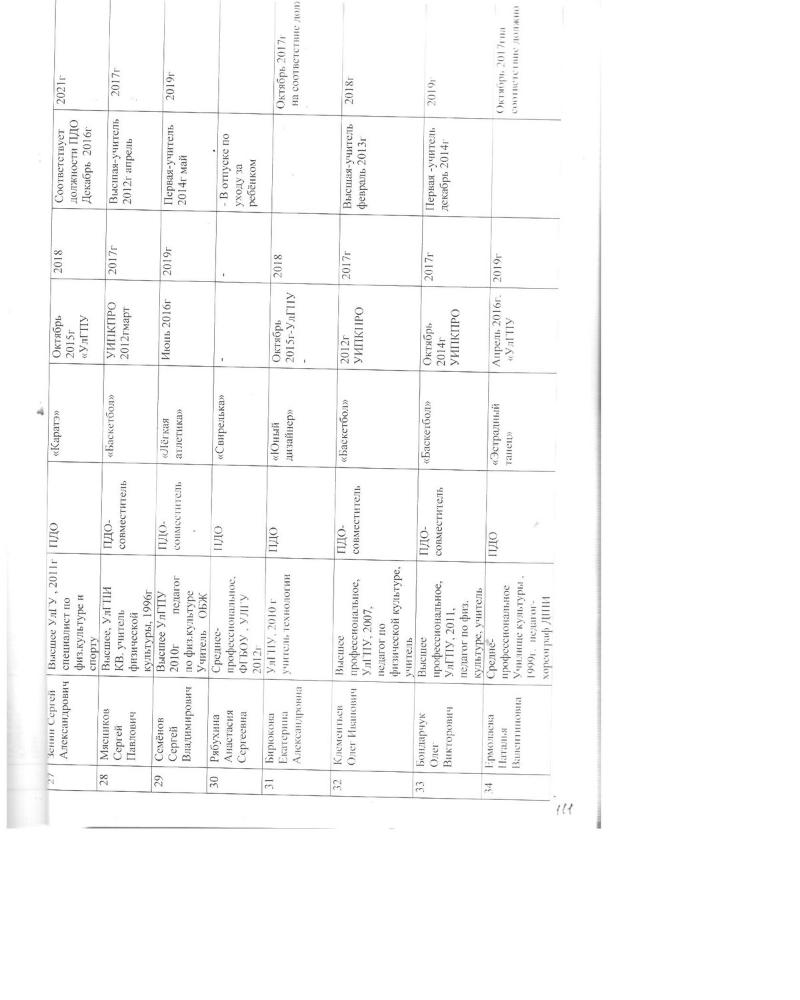 27
Зенин Сергей
Александрович
Высшее УлГУ , 2011г
специалист по
физ.культуре и
спорту
ПДО
«Каратэ»
Октябрь
2015г
«УлГПУ
2018
Соответствует
должности ПДО
Декабрь 2016г
2021г
28
Мясников
Сергей
Павлович
Высшее, УлГПИ
КВ. учитель
физической
культуры, 1996г
ПДО-
совместитель
«Баскетбол»
УИПКПРО
2012гмарт
2017г
Высшая-учитель
2012г апрель
2017г
29
Семёнов
Сергей
Владимирович
Высшее УлГПУ
2010г педагог
по физ.культуре
Учитель ОБЖ
ПДО-
совместитель
«Лёгкая
атлетика»
Июнь 2016г
2019г
Первая-учитель
2014г май
2019г
30
Рябухина
Анастасия
Сергеевна
Среднее-
профессиональное.
ФГБОУ . УЛГУ
2012г
ПДО
«Свирелька»
-
-
- В отпуске по
уходу за
ребёнком
31
Бирюкова
Екатерина
Александровна
УлГПУ, 2010 г
учитель технологии
ПДО
«Юный
дизайнер»
Октябрь
2015г-УлГПУ
-
2018
Октябрь 2017г
на соответствие дол
32
Клементьев
Олег Иванович
Высшее
профессиональное,
УлГПУ, 2007,
педагог по
физической культуре,
учитель
ПДО-
совместитель
«Баскетбол»
2012г
УИПКПРО
2017г
Высшая-учитель
февраль 2013г
2018г
33
Бондарчук
Олег
Викторович
Высшее
профессиональное,
УлГПУ, 2011,
педагог по физ.
культуре, учитель
ПДО-
совместитель
«Баскетбол»
Октябрь
2014г
УИПКПРО
2017г
Первая -учитель
декабрь 2014г
2019г
34
Ермолаева
Наталья
Валентиновна
Средне-
профессиональное
Училище культуры ,
1999г. педагог-
хореограф ДПИ
ПДО
«Эстрадный
танец»
Апрель 2016г.
«УлГПУ
2019г
Октябрь 2017гна
соответствие должно
111